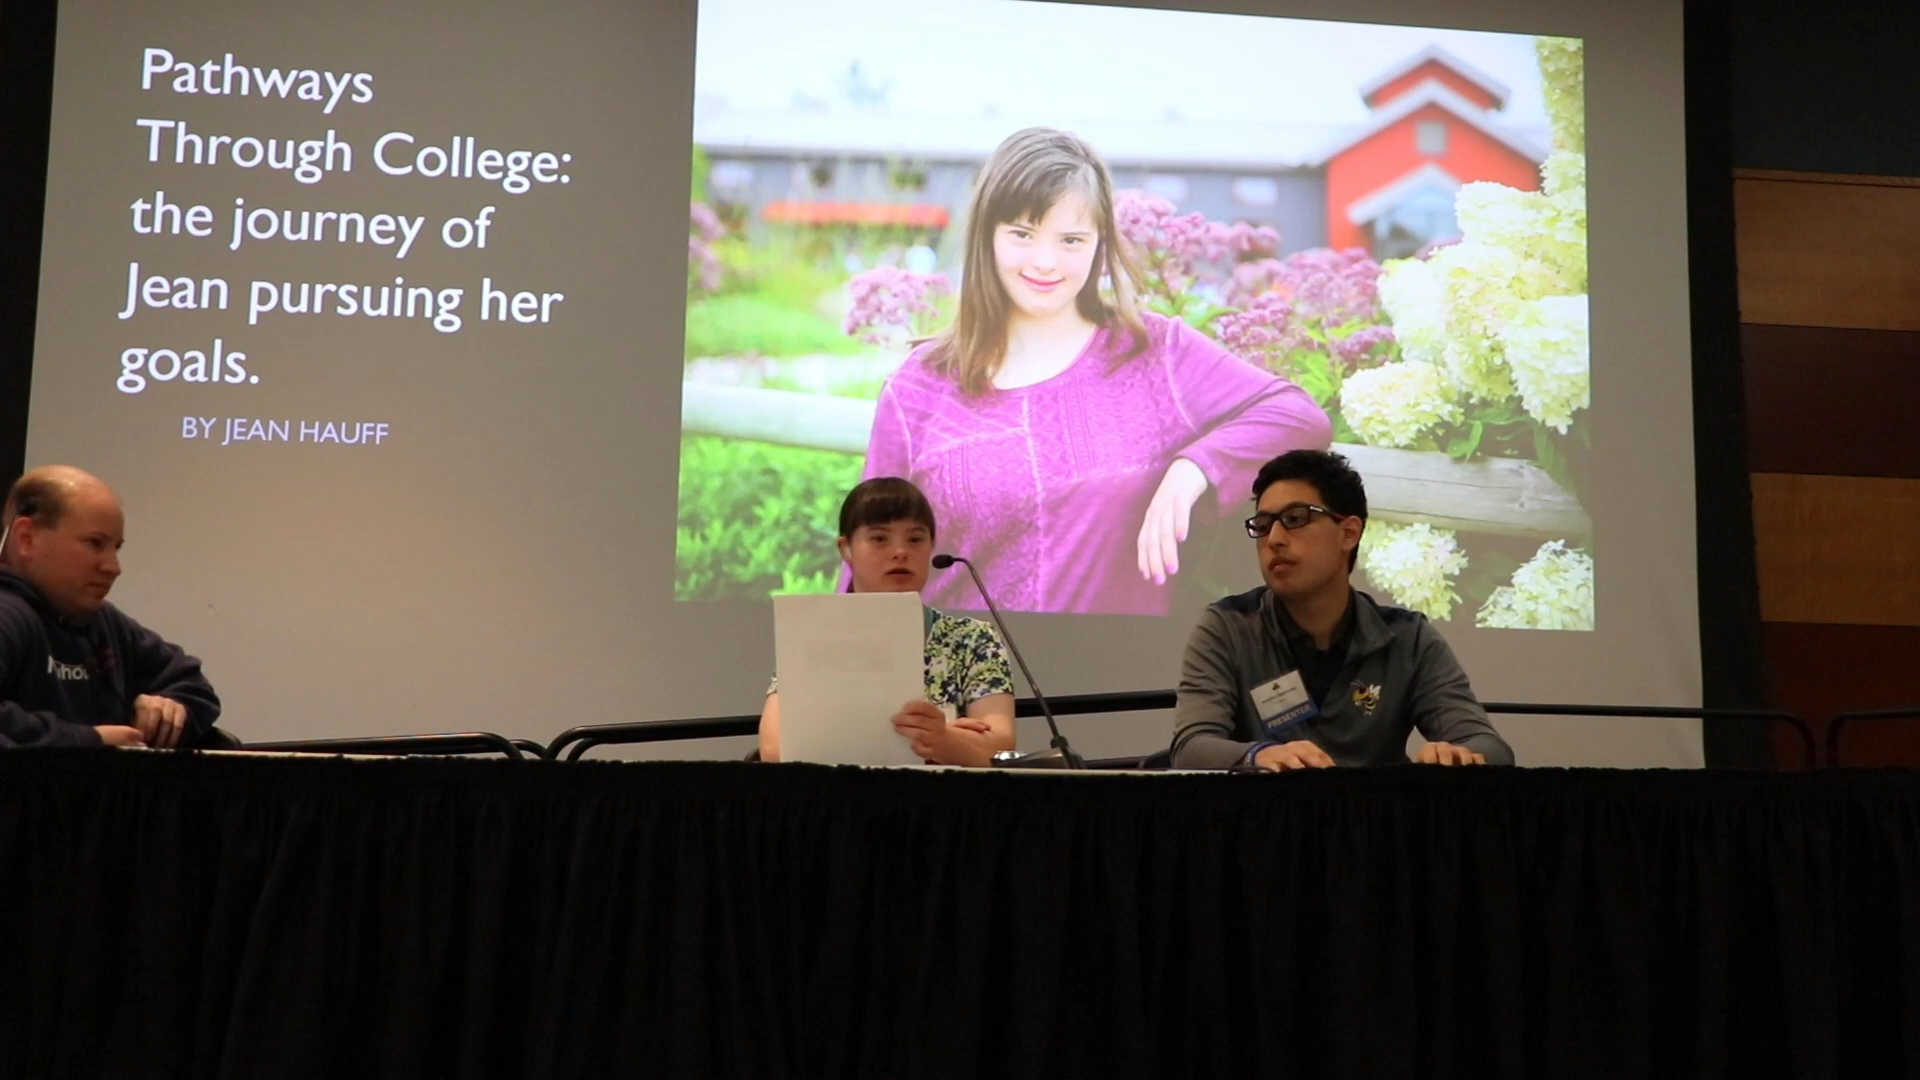 Pathways
Through College:
the journey of
Jean pursuing her
goals.
BY JEAN HAUFF
PRESENTER